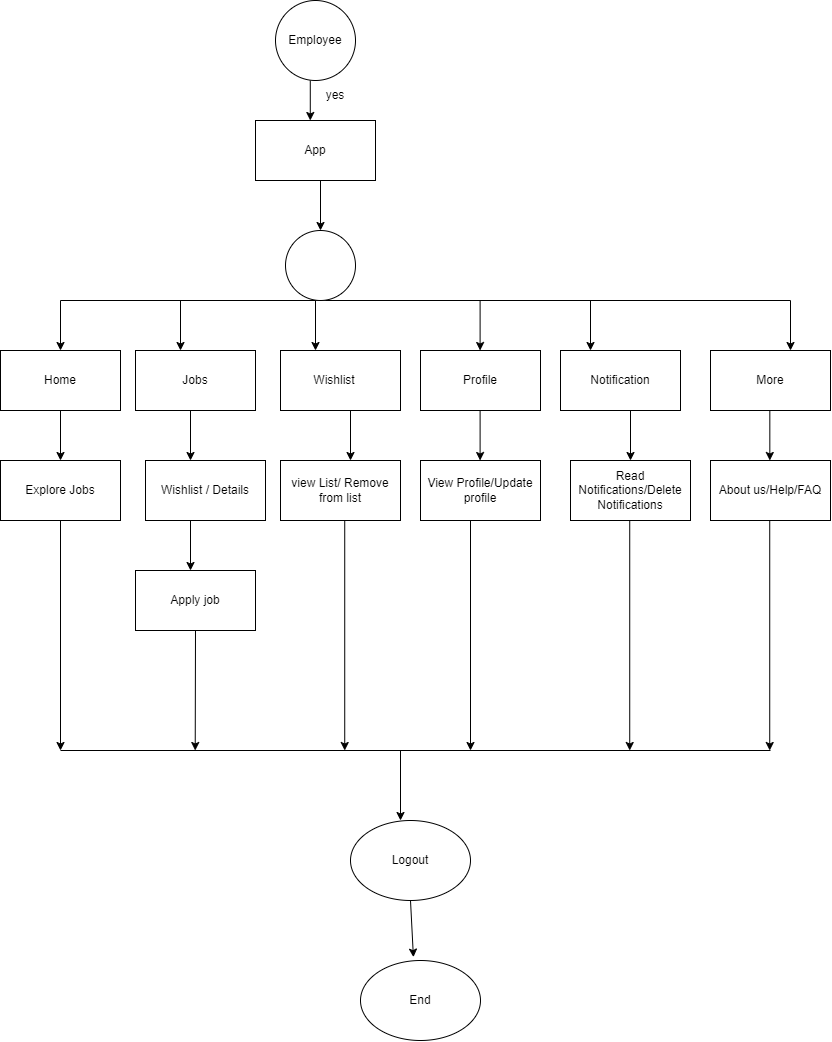 Employee
yes
App
Home
Jobs
Wishlist
Profile
Notification
More
Explore Jobs
Wishlist / Details
view List/ Remove
from list
View Profile/Update
profile
Read
Notifications/Delete
Notifications
About us/Help/FAQ
Apply job
Logout
End